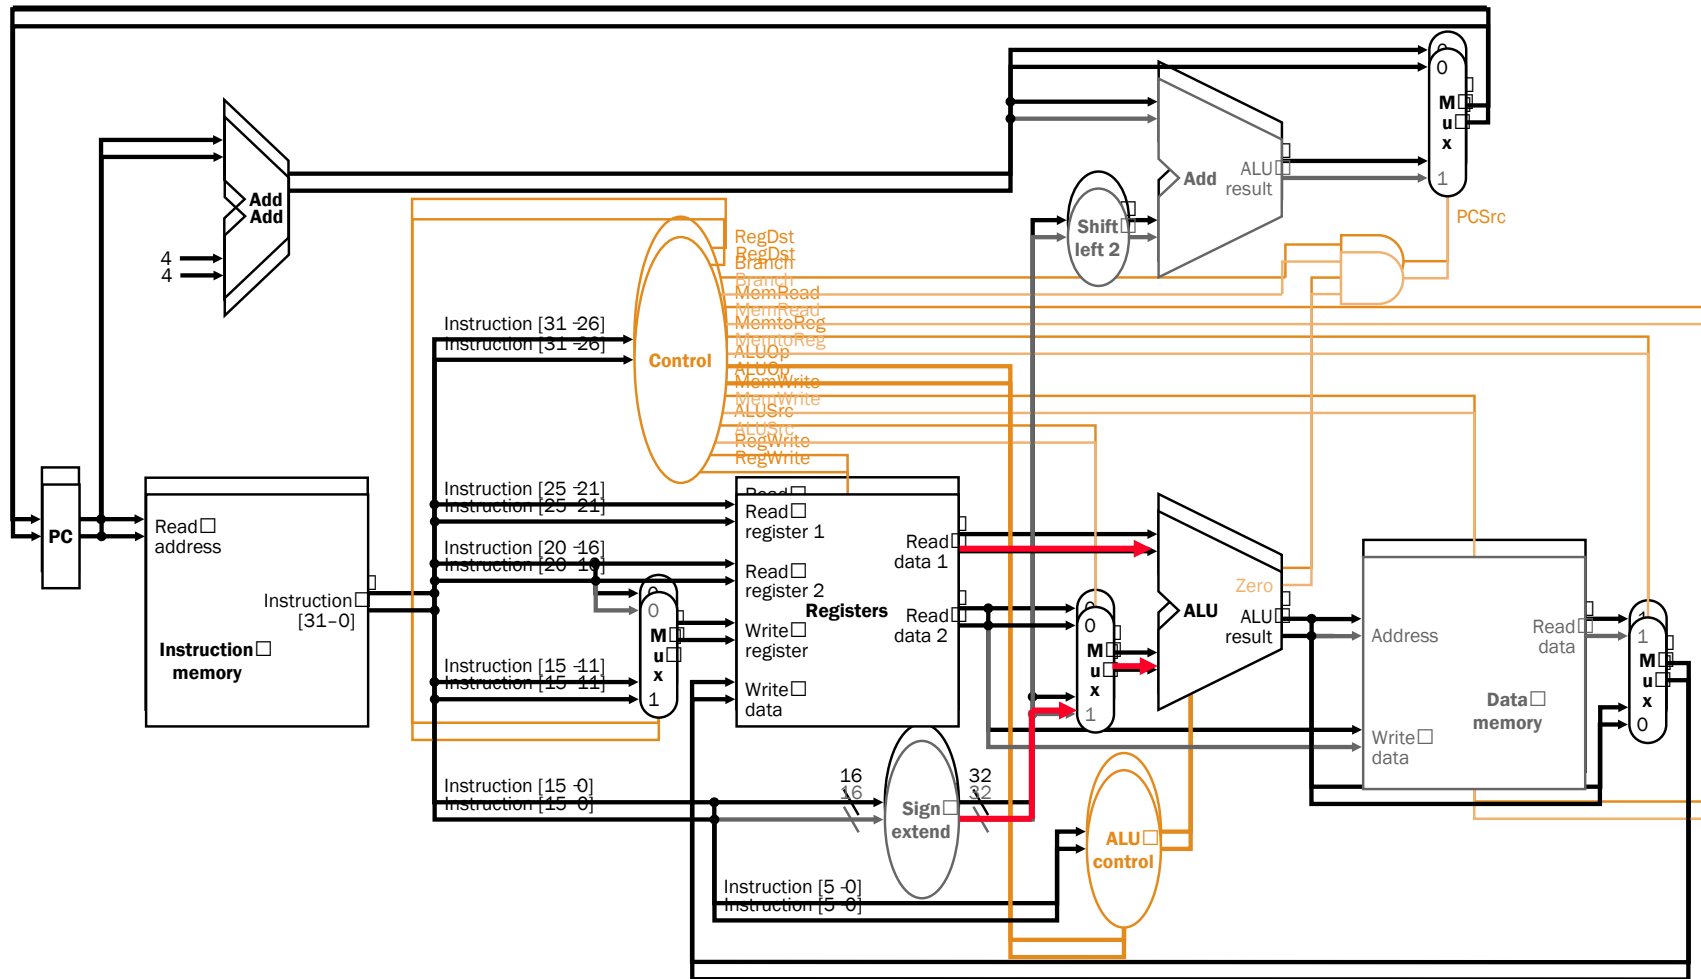 0
0
M
u
x
1
Add
ALU
result
PCSrc
Add
Add
Shift
left 2
4
4
RegDst
RegDst
Branch
Branch
MemRead
MemRead
MemtoReg
MemtoReg
ALUOp
ALUOp
MemWrite
MemWrite
ALUSrc
ALUSrc
RegWrite
RegWrite
Control
Instruction [31–26]
Instruction [31–26]
Instruction [25–21]
Instruction [25–21]
Instruction [20–16]
Instruction [20–16]
Instruction [15–11]
Instruction [15–11]
Instruction [15–0]
Instruction [15–0]
Instruction [5–0]
Instruction [5–0]
PC
Read
address
Instruction
[31–0]
Instruction
memory
0
0
M
u
x
1
Read
Read
register 1
Read
register 2
Write
register
Write
data
Registers
Read
data 1
Read
data 2
0
0
M
u
x
1
Zero
ALU
ALU
result
Address
Write
data
Read
data
Data
memory
1
1
M
u
x
0
16
16
32
32
Sign
extend
ALU
control